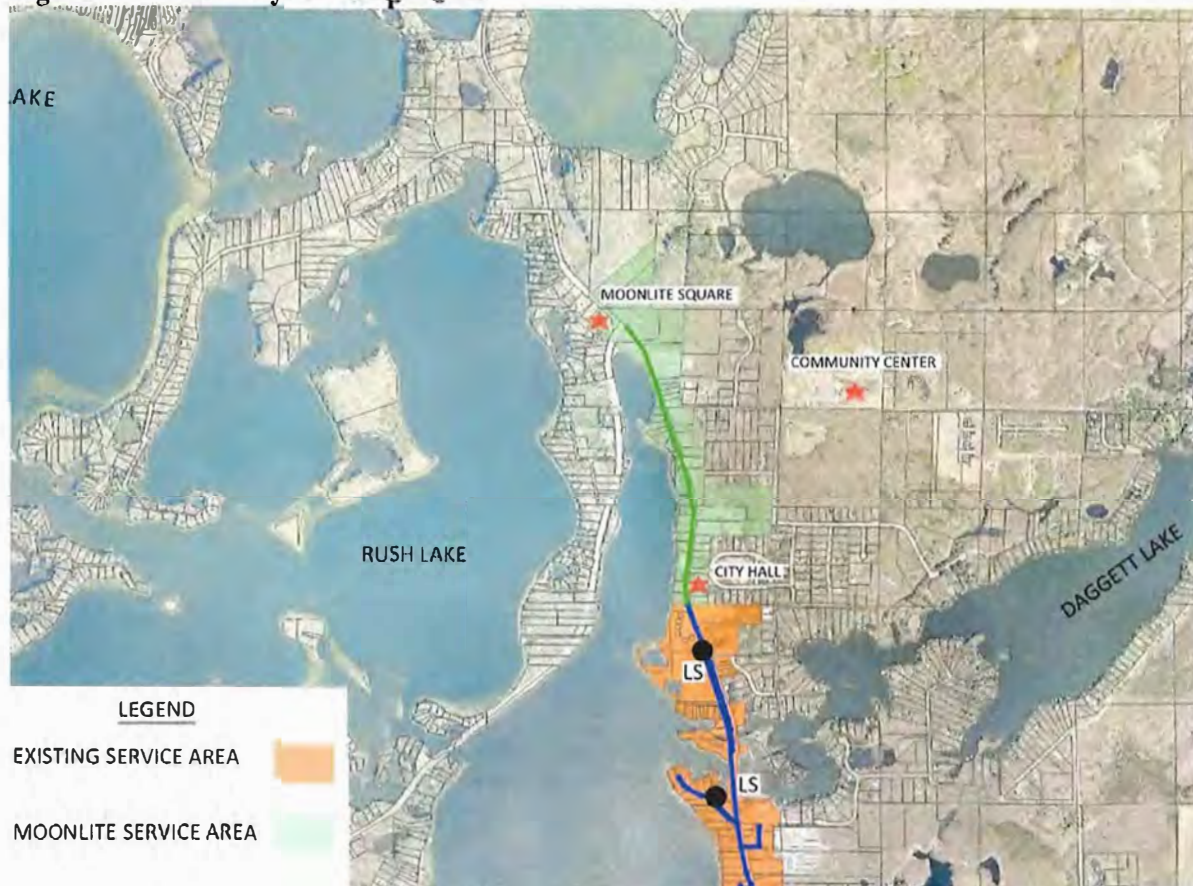 AKE
MOONLITE SQUARE
COMMUNITY CENTER
RUSH LAKE
CITY HALL
DAGGETT LAKE
LS
LS
LEGEND
EXISTING SERVICE AREA
MOONLITE SERVICE AREA